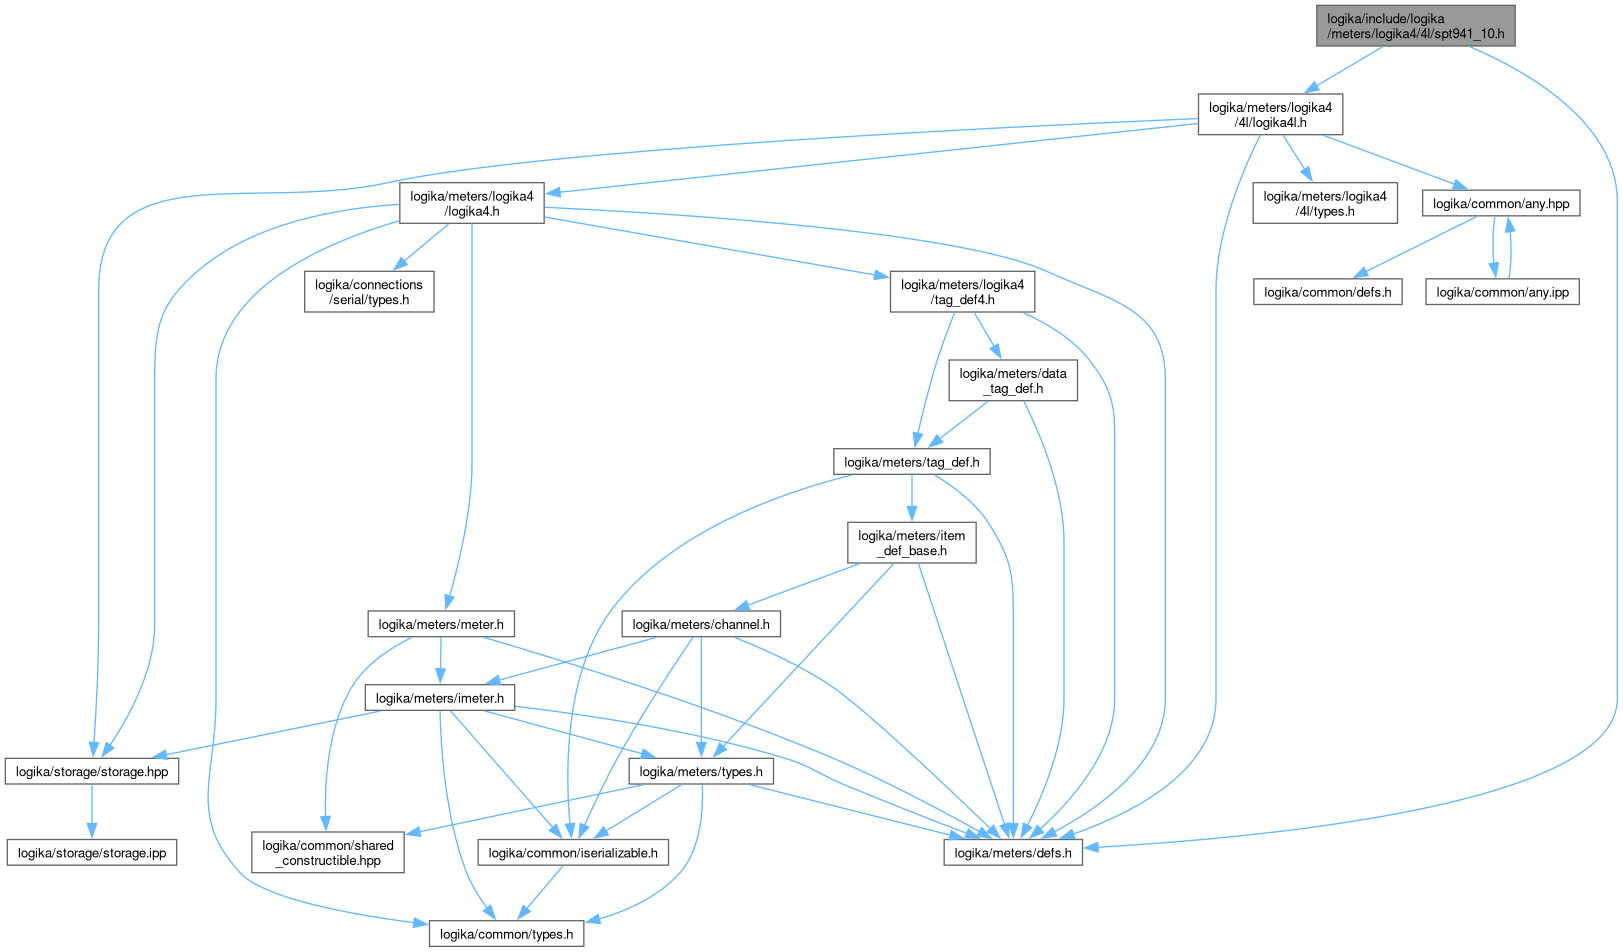 logika/include/logika
/meters/logika4/4l/spt941_10.h
logika/meters/logika4
/4l/logika4l.h
logika/meters/logika4
/logika4.h
logika/meters/logika4
/4l/types.h
logika/common/any.hpp
logika/connections
/serial/types.h
logika/meters/logika4
/tag_def4.h
logika/common/defs.h
logika/common/any.ipp
logika/meters/data
_tag_def.h
logika/meters/tag_def.h
logika/meters/item
_def_base.h
logika/meters/meter.h
logika/meters/channel.h
logika/meters/imeter.h
logika/storage/storage.hpp
logika/meters/types.h
logika/storage/storage.ipp
logika/common/shared
_constructible.hpp
logika/common/iserializable.h
logika/meters/defs.h
logika/common/types.h